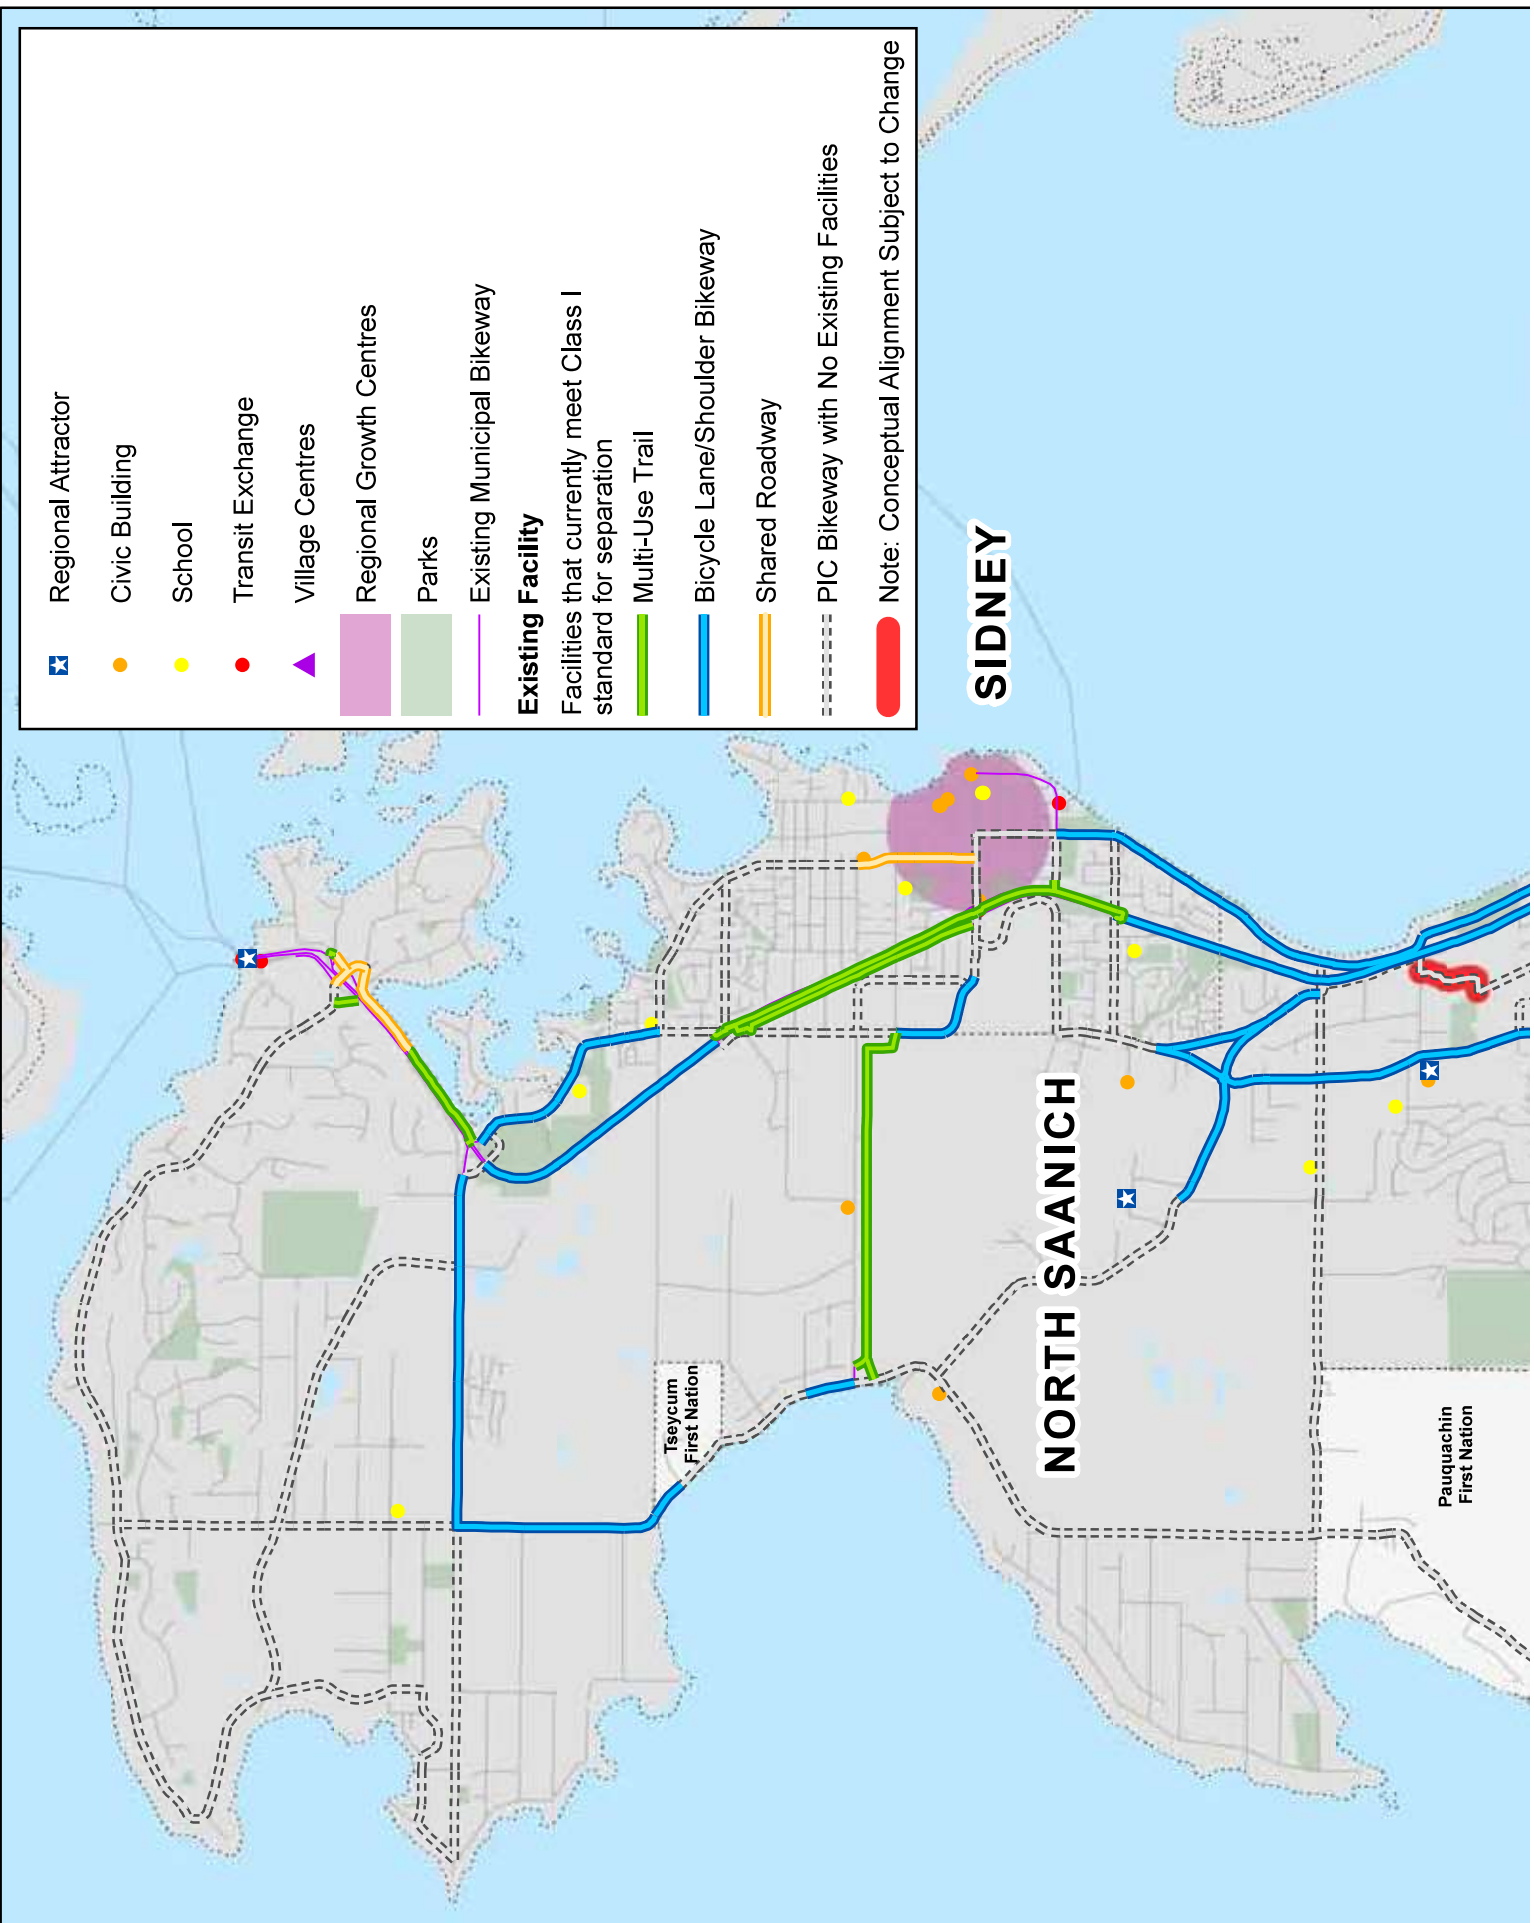 Regional Attractor
Civic Building
School
Transit Exchange
Village Centres
Regional Growth Centres
Parks
Existing Municipal Bikeway
Existing Facility
Facilities that currently meet Class I
standard for separation
Multi-Use Trail
Bicycle Lane/Shoulder Bikeway
Shared Roadway
PIC Bikeway with No Existing Facilities
Note: Conceptual Alignment Subject to Change
SIDNEY
NORTH SAANICH
Tseycum
First Nation
Pauquachin
First Nation